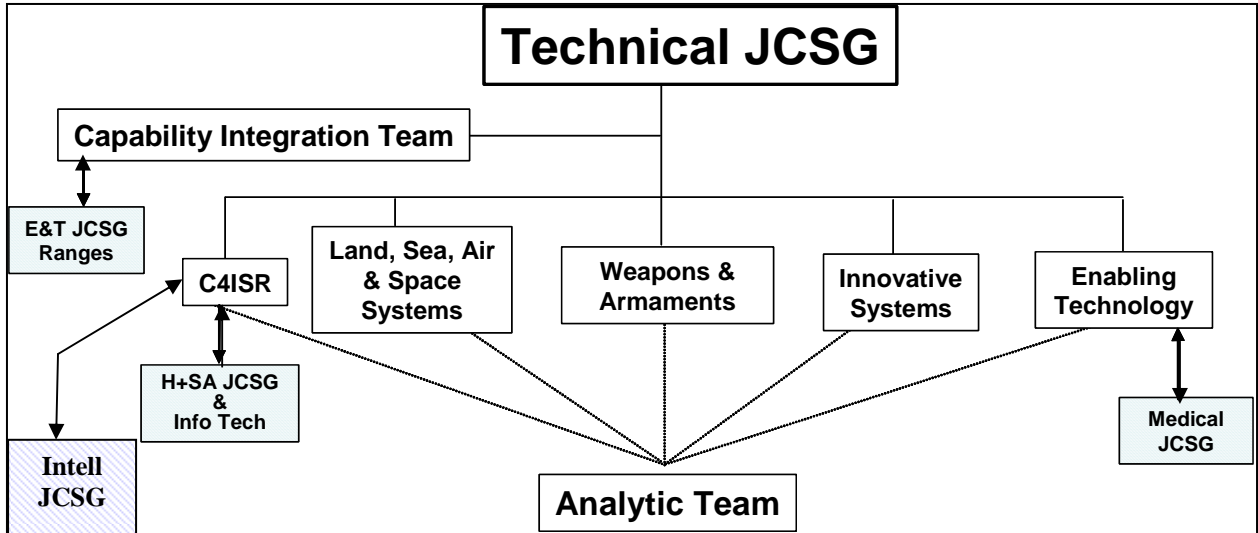 Technical JCSG
Capability Integration Team
E&T JCSG
Ranges
C4ISR
Land, Sea, Air
& Space
Systems
Weapons &
Armaments
Innovative
Systems
Enabling
Technology
H+SA JCSG
&
Info Tech
Medical
JCSG
Intell
JCSG
Analytic Team